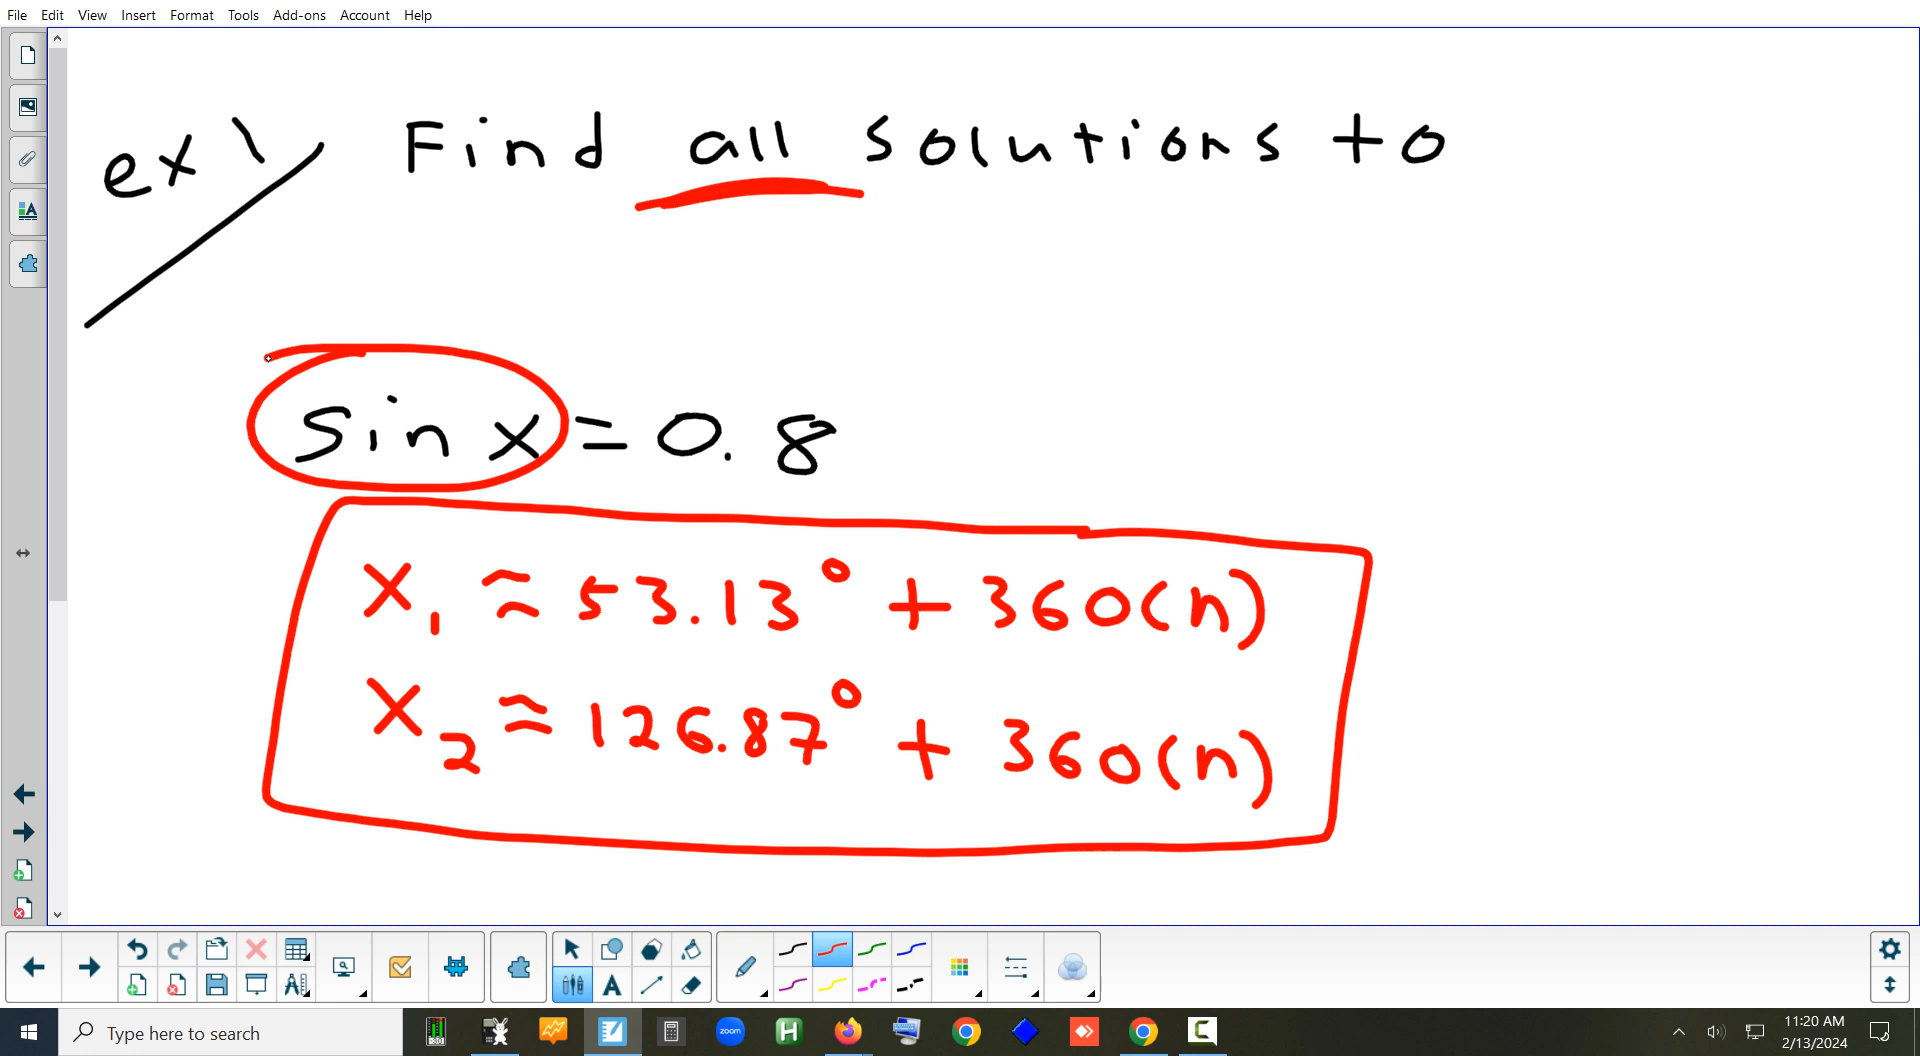 File Edit View Insert Format Tools Add-ons Account Help
ex 1 Find all solutions to
sin x = 0.8
x₁ ≈ 53.13° + 360(n)
x₂ ≈ 126.87° + 360(n)
Type here to search
zoom
H
C
11:20 AM
2/13/2024